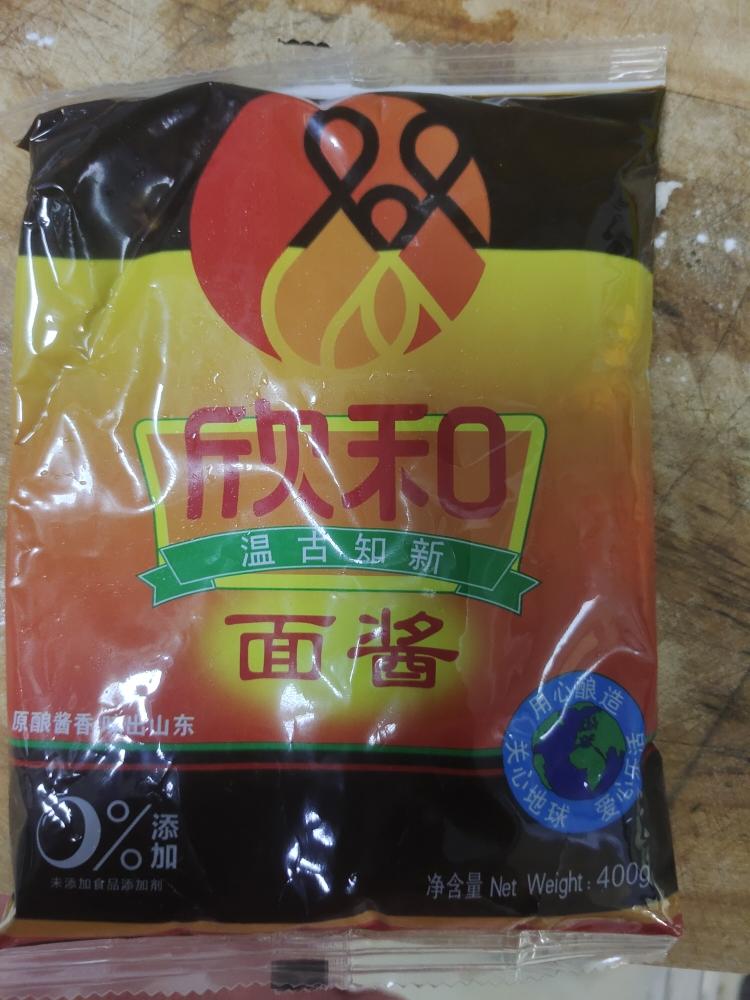 欣和
温古知新
面酱
原酿酱香 出山东
用心酿造
关心地球
爱心
0%添加
未添加食品添加剂
净含量 Net Weight: 400g